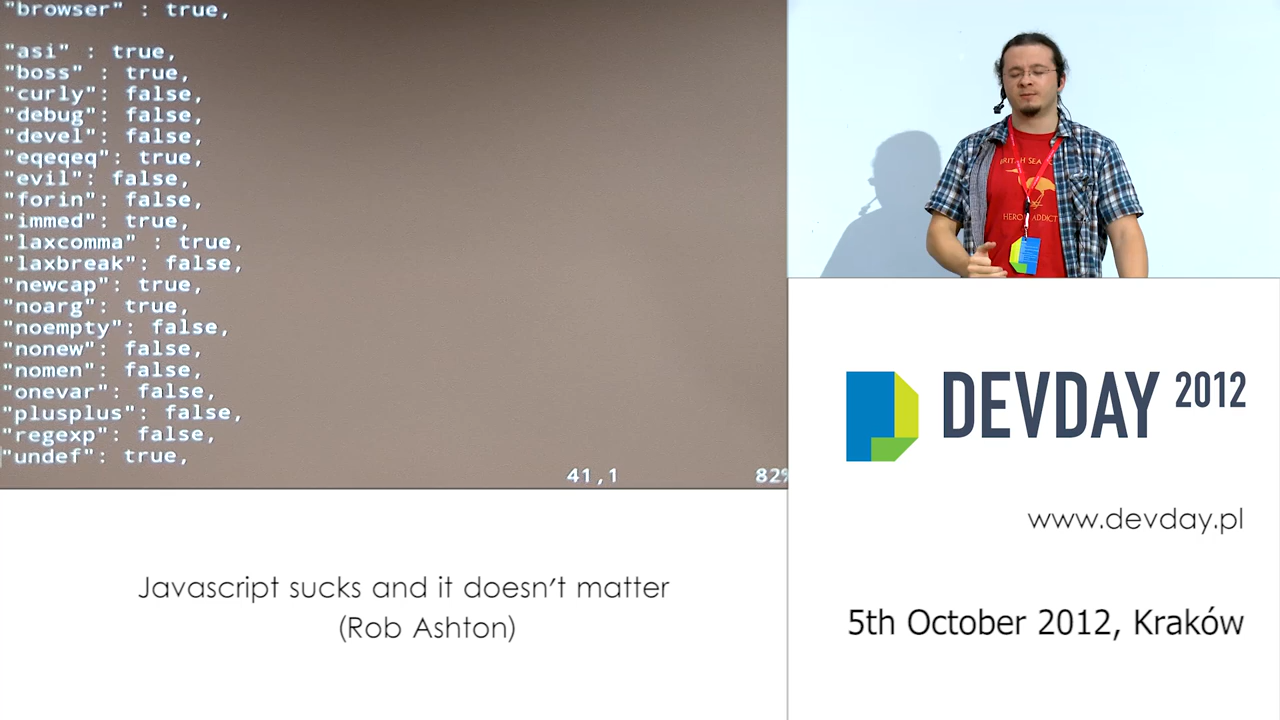 "browser" : true,
"asi" : true,
"boss" : true,
"curly": false,
"debug": false,
"devel": false,
"eqeqeq": true,
"evil": false,
"forin": false,
"immed": true,
"laxcomma" : true,
"laxbreak": false,
"newcap": true,
"noarg": true,
"noempty": false,
"nonew": false,
"nomen": false,
"onevar": false,
"plusplus": false,
"regexp": false,
"undef": true,
41,1
82%
HERO ADDICT
DEVDAY 2012
www.devday.pl
5th October 2012, Kraków
Javascript sucks and it doesn't matter
(Rob Ashton)